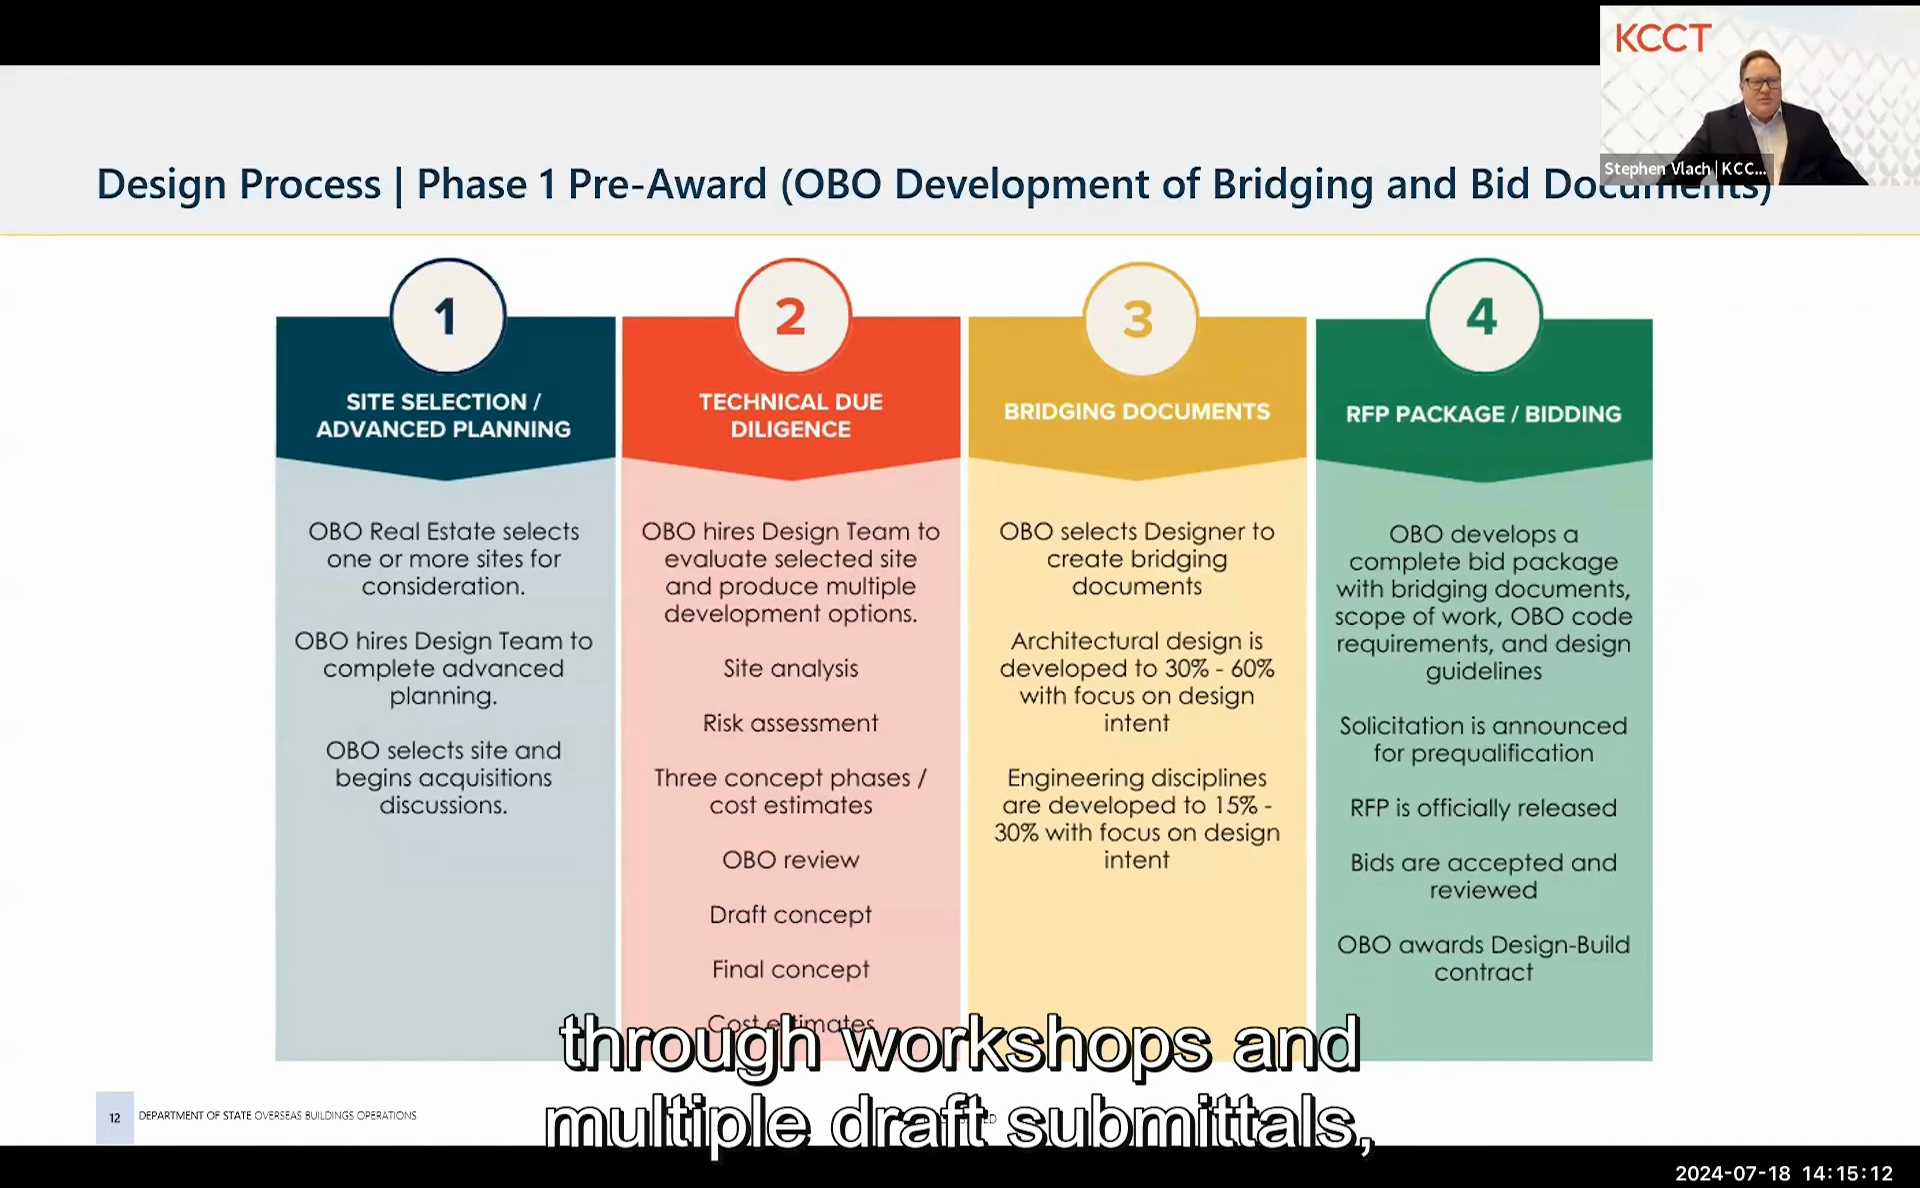 KCCT
Stephen Vlach | KCC...
Design Process | Phase 1 Pre-Award (OBO Development of Bridging and Bid Documents)
1
SITE SELECTION /
ADVANCED PLANNING
OBO Real Estate selects
one or more sites for
consideration.
OBO hires Design Team to
complete advanced
planning.
OBO selects site and
begins acquisitions
discussions.
2
TECHNICAL DUE
DILIGENCE
OBO hires Design Team to
evaluate selected site
and produce multiple
development options.
Site analysis
Risk assessment
Three concept phases /
cost estimates
OBO review
Draft concept
Final concept
Cost estimates
3
BRIDGING DOCUMENTS
OBO selects Designer to
create bridging
documents
Architectural design is
developed to 30% - 60%
with focus on design
intent
Engineering disciplines
are developed to 15% -
30% with focus on design
intent
4
RFP PACKAGE / BIDDING
OBO develops a
complete bid package
with bridging documents,
scope of work, OBO code
requirements, and design
guidelines
Solicitation is announced
for prequalification
RFP is officially released
Bids are accepted and
reviewed
OBO awards Design-Build
contract
through workshops and
multiple draft submittals,
12
DEPARTMENT OF STATE OVERSEAS BUILDINGS OPERATIONS
2024-07-18 14:15:12